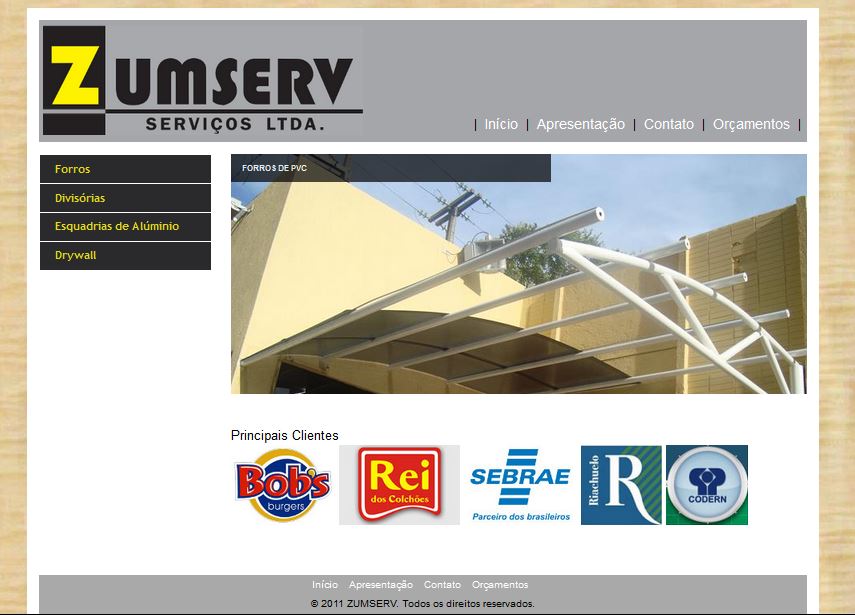 ZUMSERV
SERVIÇOS LTDA.
| Início | Apresentação | Contato | Orçamentos |
Forros
Divisórias
Esquadrias de Alúminio
Drywall
FORROS DE PVC
Principais Clientes
Bob's
burgers
Rei
dos Colchões
SEBRAE
Parceiro dos brasileiros
Riachuelo
R
CODERN
Início Apresentação Contato Orçamentos
© 2011 ZUMSERV. Todos os direitos reservados.